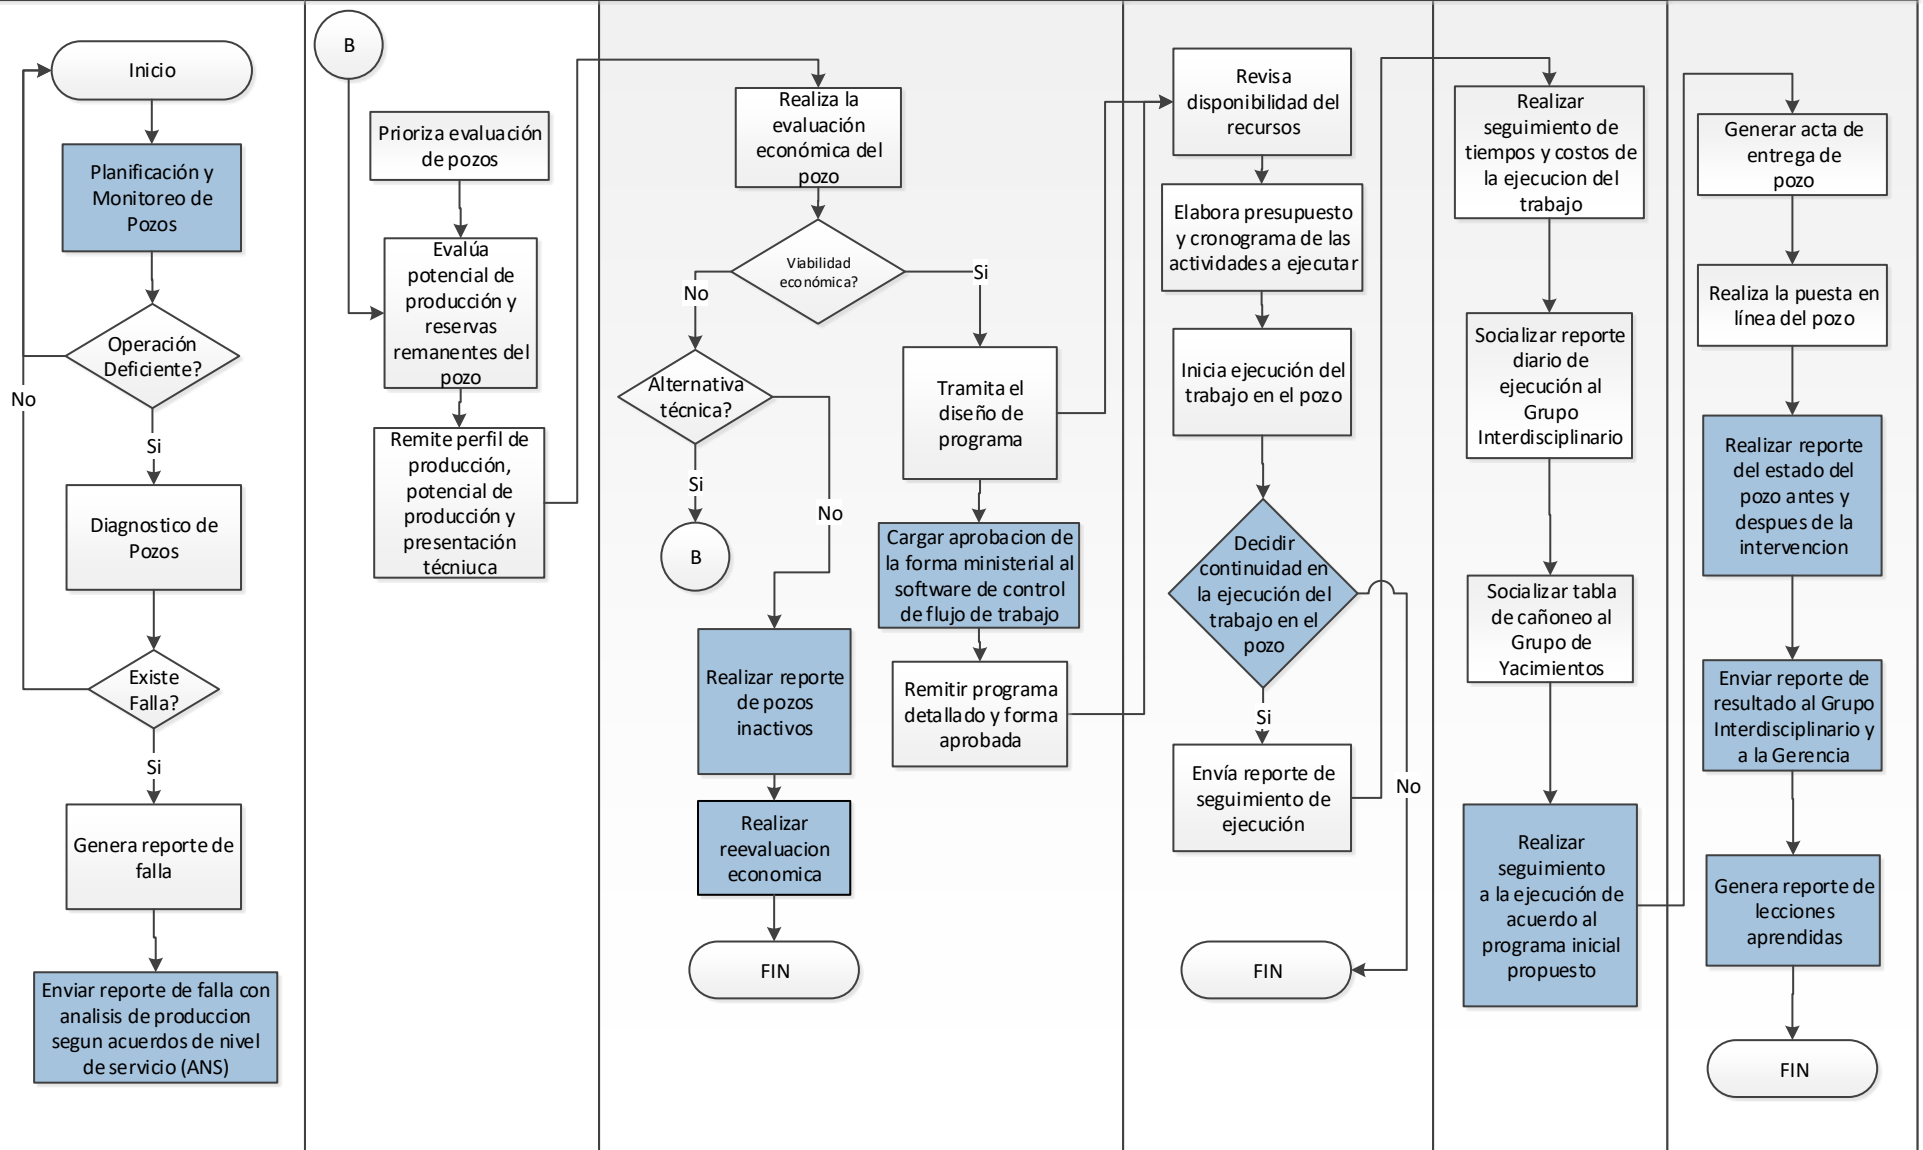 Inicio
Planificación y
Monitoreo de
Pozos
Operación
Deficiente?
No
Si
Diagnostico de
Pozos
Existe
Falla?
Si
Genera reporte de
falla
Enviar reporte de falla con
analisis de produccion
segun acuerdos de nivel
de servicio (ANS)
B
Prioriza evaluación
de pozos
Evalúa
potencial de
producción y
reservas
remanentes del
pozo
Remite perfil de
producción,
potencial de
producción y
presentación
técniuca
Realiza la
evaluación
económica del
pozo
Viabilidad
económica?
No
Si
Alternativa
técnica?
Si
No
B
Realizar reporte
de pozos
inactivos
Realizar
reevaluacion
economica
FIN
Tramita el
diseño de
programa
Cargar aprobacion de
la forma ministerial al
software de control
de flujo de trabajo
Remitir programa
detallado y forma
aprobada
Revisa
disponibilidad del
recursos
Elabora presupuesto
y cronograma de las
actividades a ejecutar
Inicia ejecución del
trabajo en el pozo
Decidir
continuidad en
la ejecución del
trabajo en el
pozo
Si
No
Envía reporte de
seguimiento de
ejecución
FIN
Realizar
seguimiento de
tiempos y costos de
la ejecucion del
trabajo
Socializar reporte
diario de
ejecución al
Grupo
Interdisciplinario
Socializar tabla
de cañoneo al
Grupo de
Yacimientos
Realizar
seguimiento
a la ejecución de
acuerdo al
programa inicial
propuesto
Generar acta de
entrega de
pozo
Realiza la puesta en
línea del pozo
Realizar reporte
del estado del
pozo antes y
despues de la
intervencion
Enviar reporte de
resultado al Grupo
Interdisciplinario y
a la Gerencia
Genera reporte de
lecciones
aprendidas
FIN